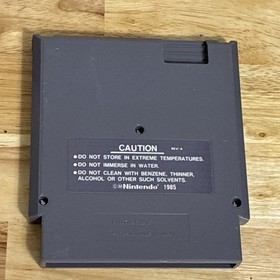 CAUTION REV-A
•DO NOT STORE IN EXTREME TEMPERATURES.
•DO NOT IMMERSE IN WATER.
•DO NOT CLEAN WITH BENZENE, THINNER,
ALCOHOL OR OTHER SUCH SOLVENTS.
©Nintendo 1985